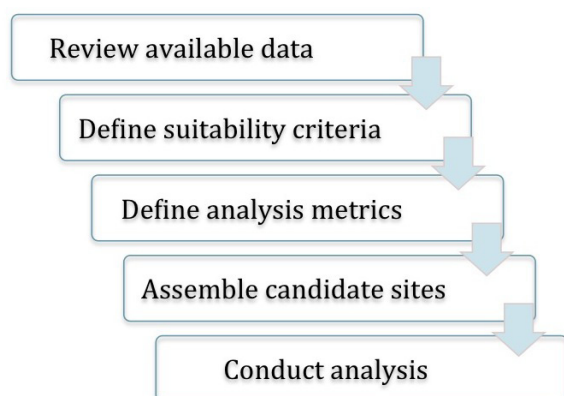 Review available data
Define suitability criteria
Define analysis metrics
Assemble candidate sites
Conduct analysis